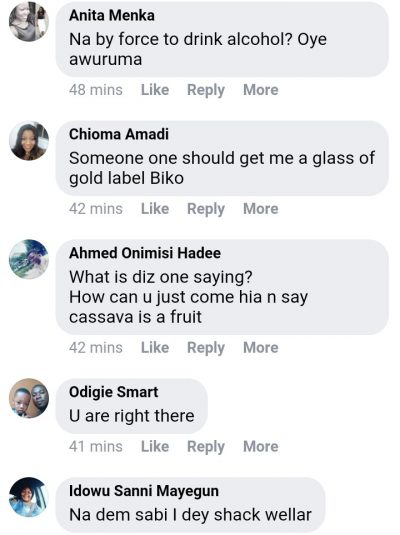 Anita Menka
Na by force to drink alcohol? Oye
awuruma
48 mins Like Reply More
Chioma Amadi
Someone one should get me a glass of
gold label Biko
42 mins Like Reply More
Ahmed Onimisi Hadee
What is diz one saying?
How can u just come hia n say
cassava is a fruit
42 mins Like Reply More
Odigie Smart
U are right there
41 mins Like Reply More
Idowu Sanni Mayegun
Na dem sabi I dey shack wellar